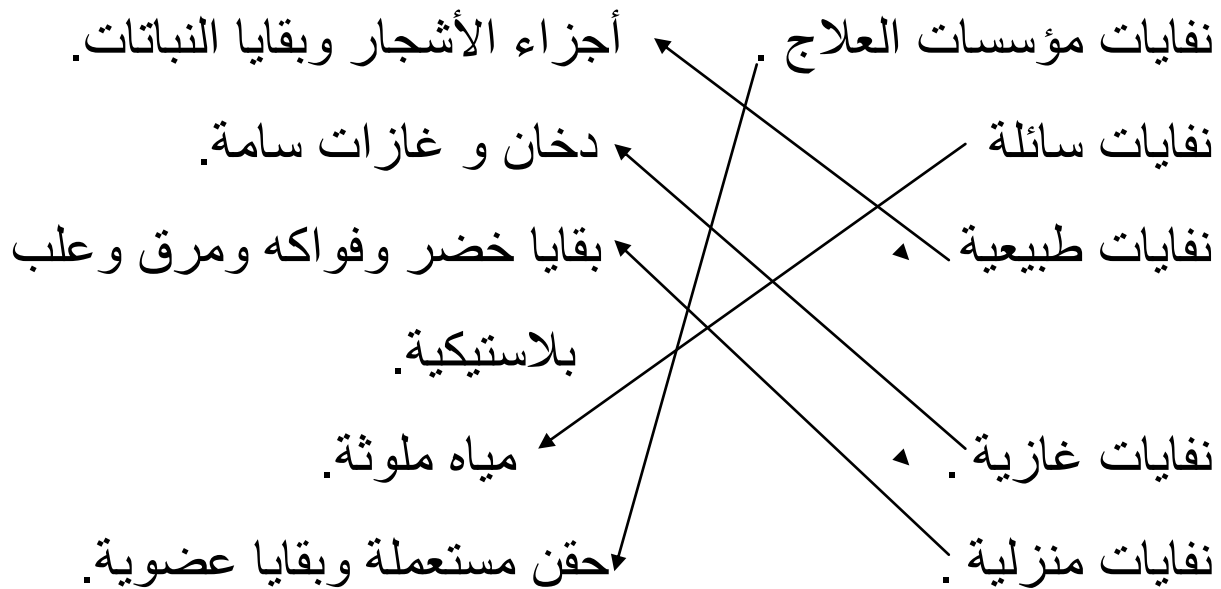 نفايات مؤسسات العلاج . أجزاء الأشجار وبقايا النباتات.
نفايات سائلة دخان و غازات سامة.
نفايات طبيعية بقايا خضر وفواكه ومرق وعلب
بلاستيكية.
نفايات غازية . مياه ملوثة.
نفايات منزلية . حقن مستعملة وبقايا عضوية.